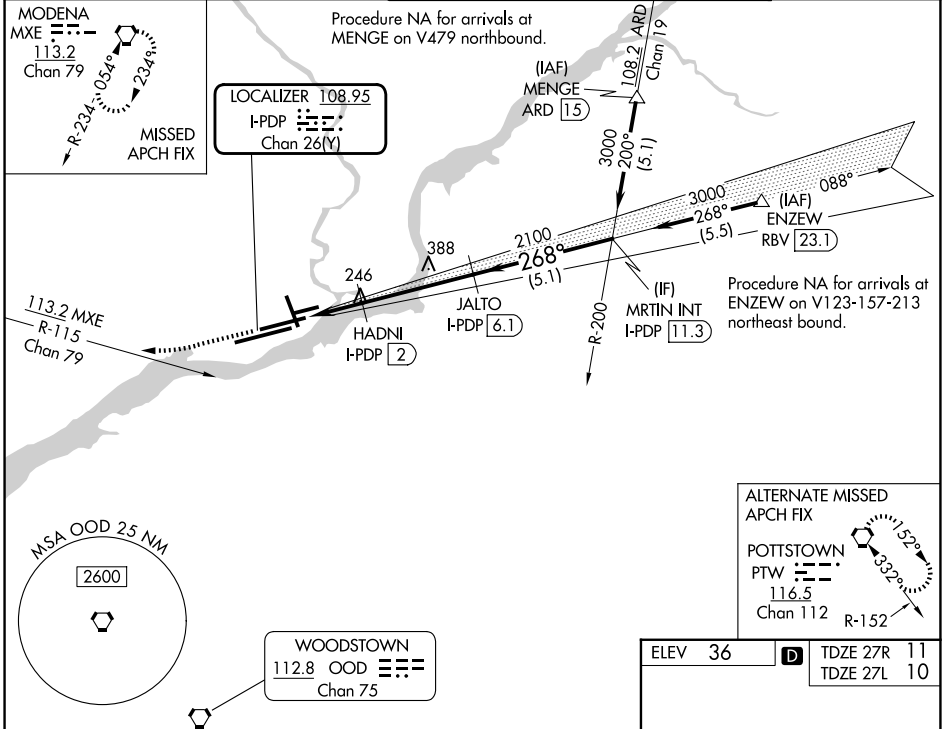 MODENA
MXE
113.2
Chan 79
R-234
054°
234°
MISSED
APCH FIX
Procedure NA for arrivals at
MENGE on V479 northbound.
LOCALIZER 108.95
I-PDP
Chan 26(Y)
(IAF)
MENGE
ARD 15
108.2 ARD
Chan 19
3000
200°
(5.1)
3000
268°
(5.5)
088°
(IAF)
ENZEW
RBV 23.1
2100
268°
(5.1)
388
246
JALTO
I-PDP 6.1
HADNI
I-PDP 2
(IF)
MRTIN INT
I-PDP 11.3
R-200
Procedure NA for arrivals at
ENZEW on V123-157-213
northeast bound.
113.2 MXE
R-115
Chan 79
MSA OOD 25 NM
2600
WOODSTOWN
112.8 OOD
Chan 75
ALTERNATE MISSED
APCH FIX
POTTSTOWN
PTW
116.5
Chan 112
152°
332°
R-152
ELEV 36
D
TDZE 27R 11
TDZE 27L 10